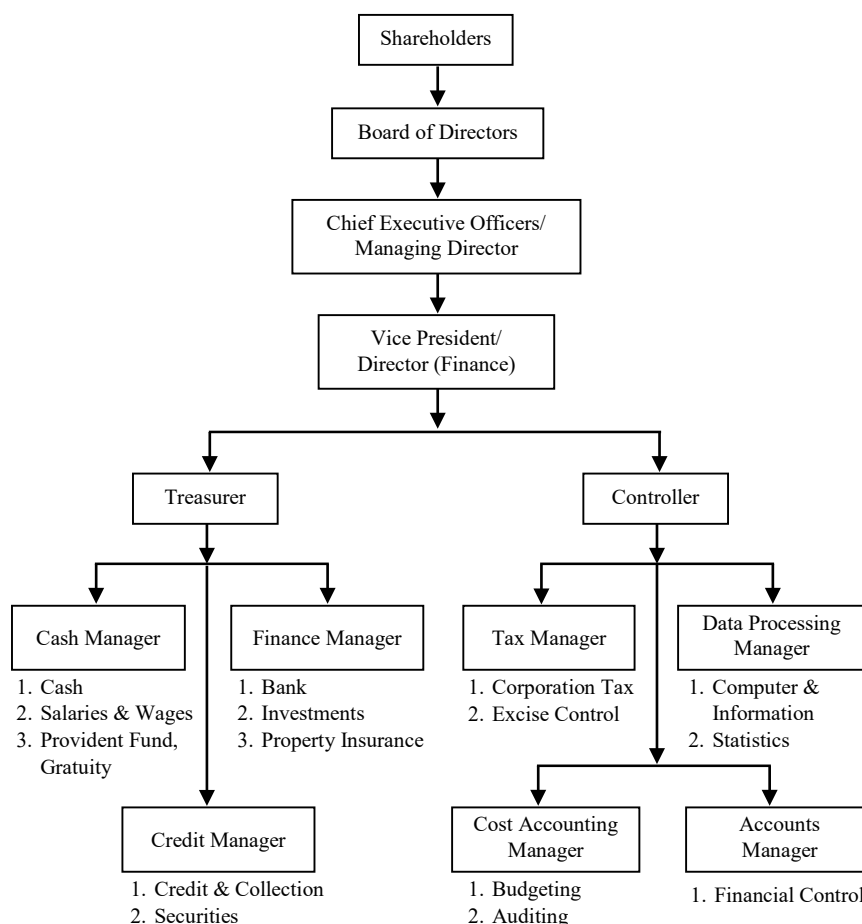 Shareholders
Board of Directors
Chief Executive Officers/
Managing Director
Vice President/
Director (Finance)
Treasurer
Controller
Cash Manager
1. Cash
2. Salaries & Wages
3. Provident Fund,
Gratuity
Finance Manager
1. Bank
2. Investments
3. Property Insurance
Tax Manager
1. Corporation Tax
2. Excise Control
Data Processing
Manager
1. Computer &
Information
2. Statistics
Credit Manager
1. Credit & Collection
2. Securities
Cost Accounting
Manager
1. Budgeting
2. Auditing
Accounts
Manager
1. Financial Control